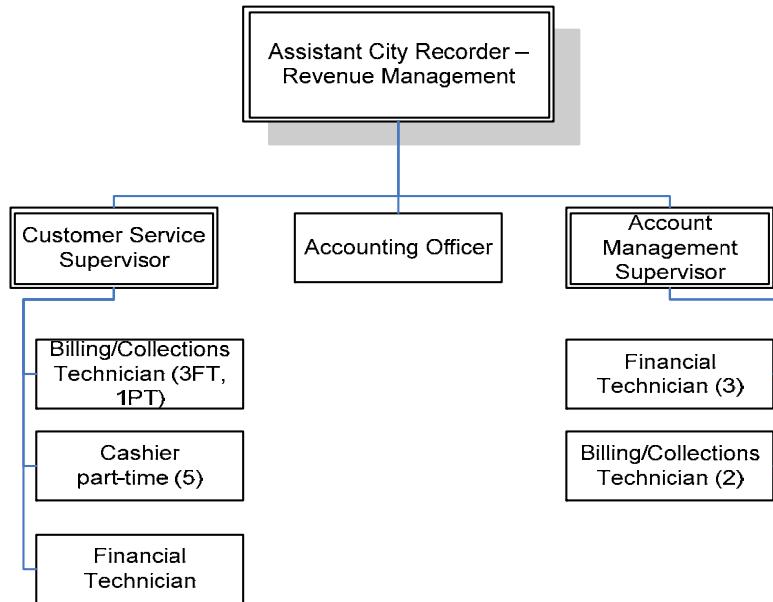 Assistant City Recorder –
Revenue Management
Customer Service
Supervisor
Accounting Officer
Account
Management
Supervisor
Billing/Collections
Technician (3FT,
1PT)
Cashier
part-time (5)
Financial
Technician
Financial
Technician (3)
Billing/Collections
Technician (2)